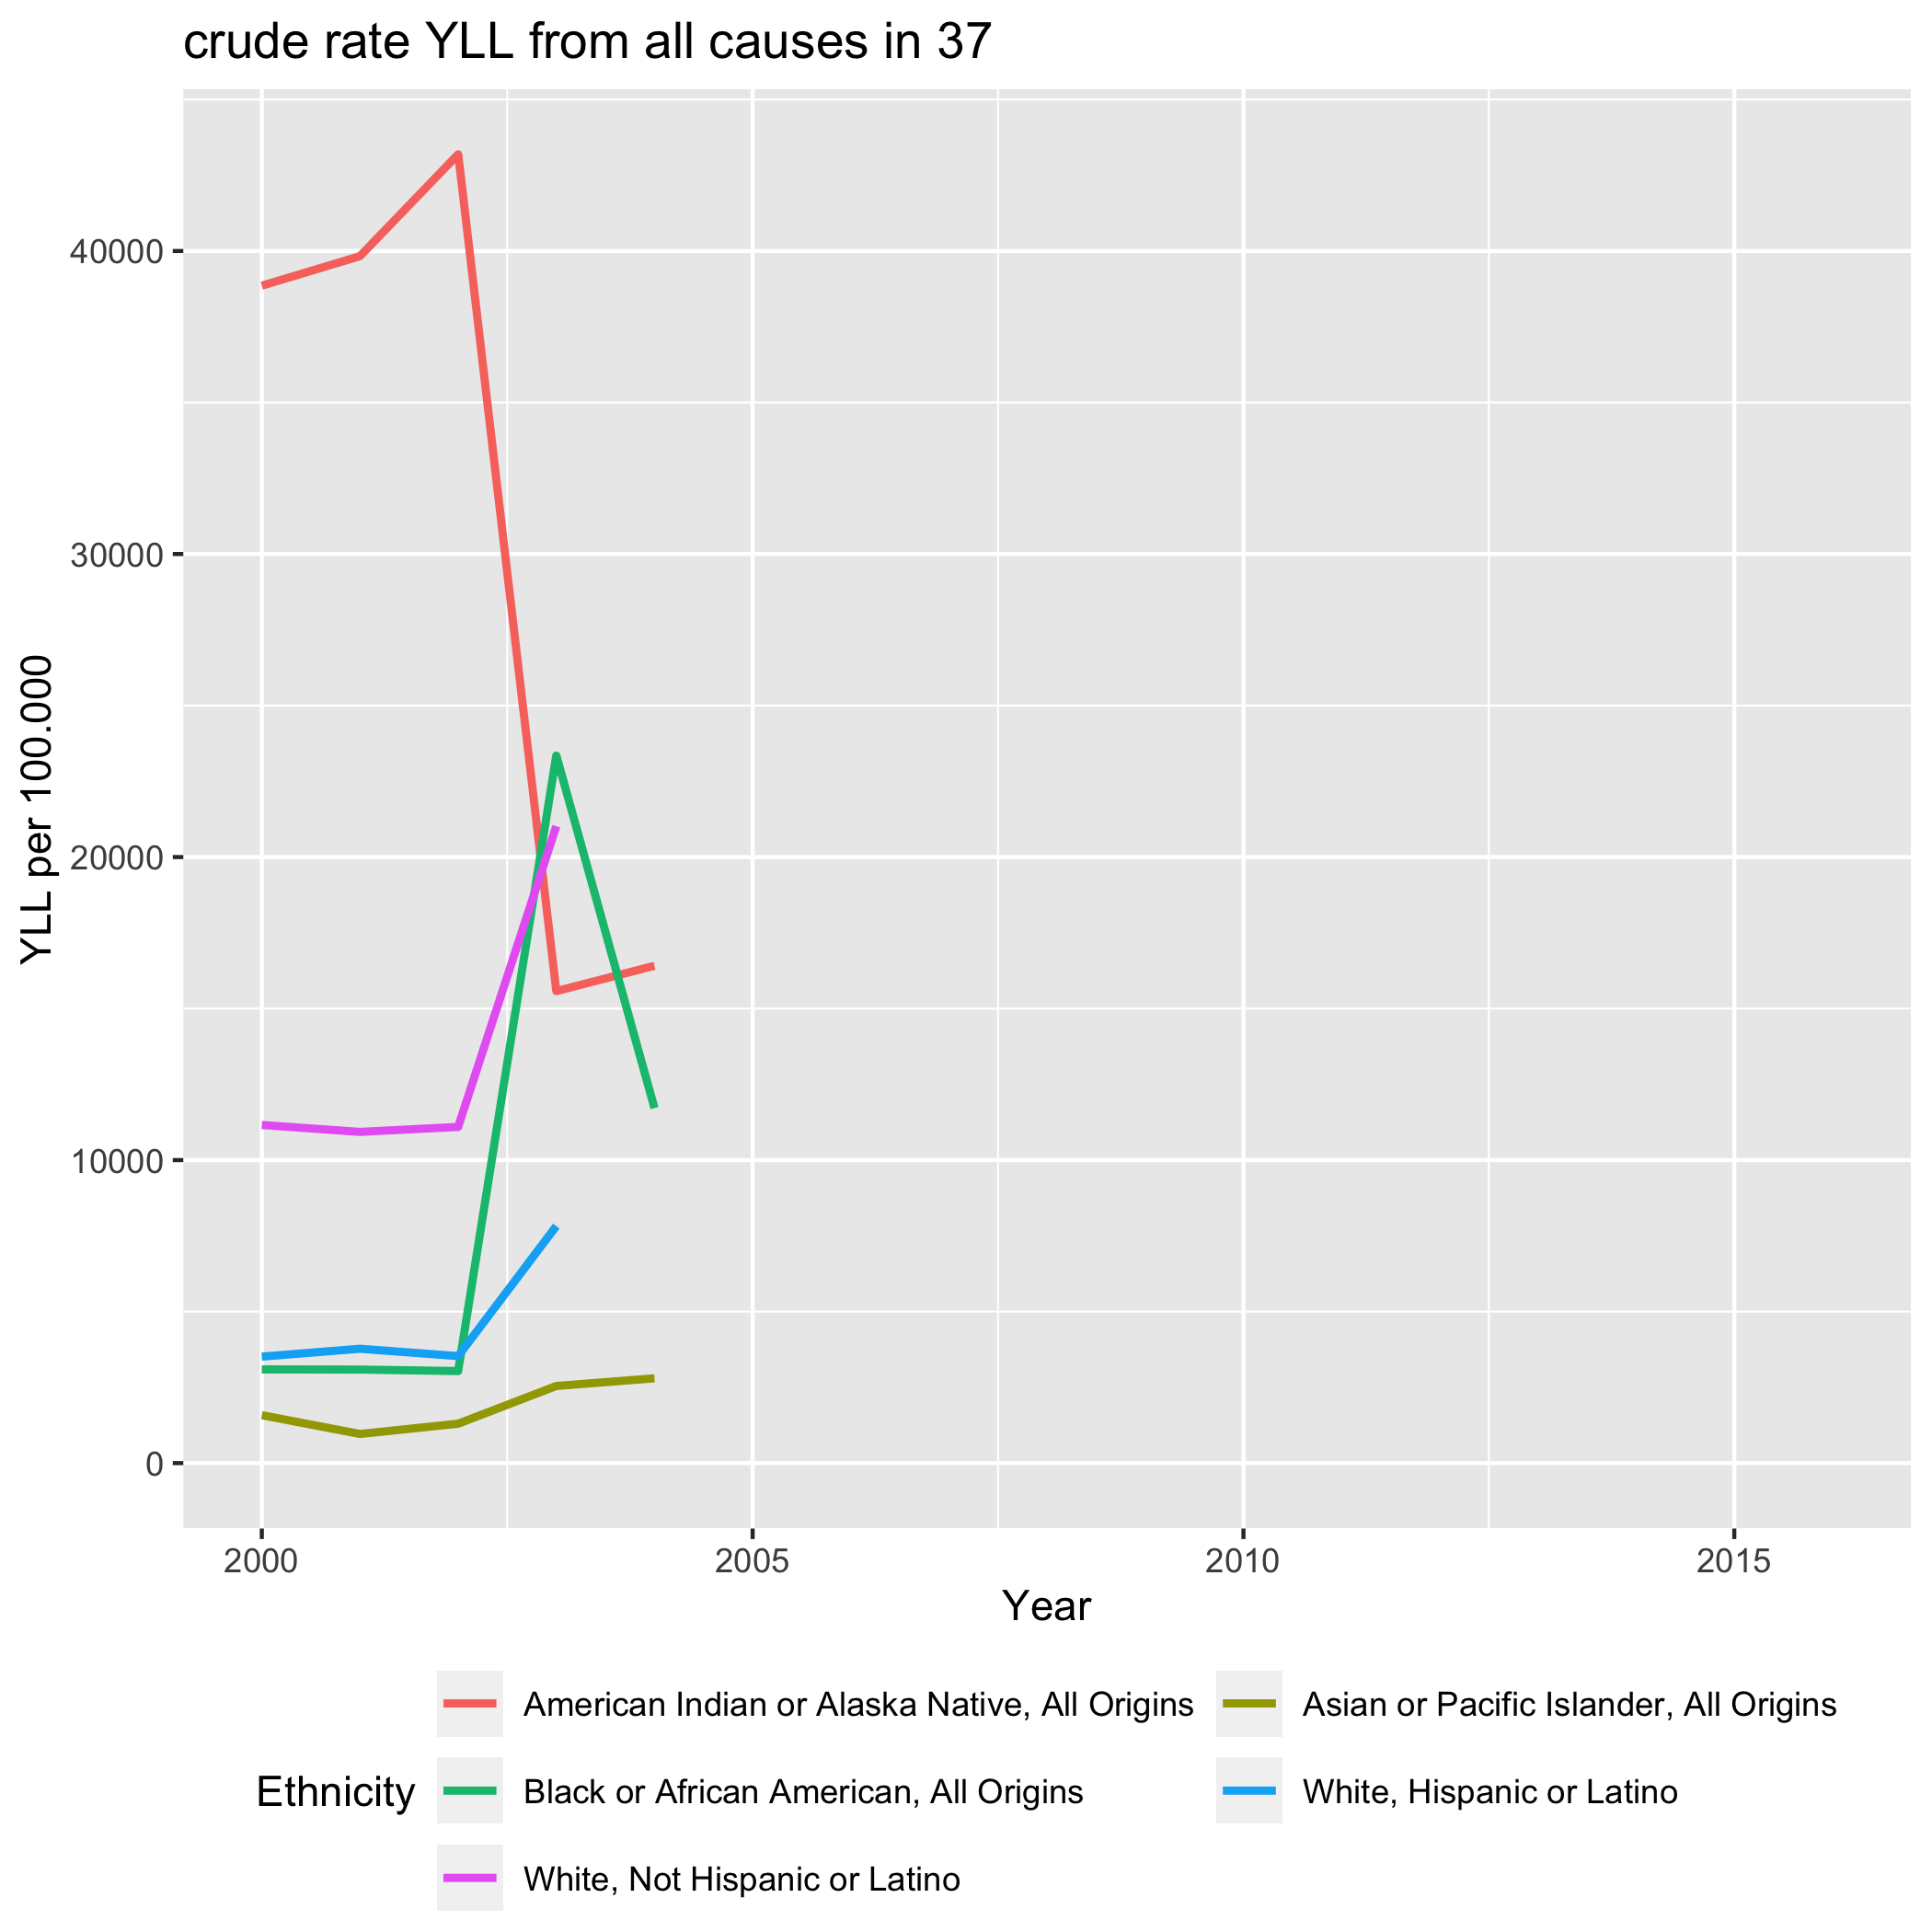 crude rate YLL from all causes in 37
YLL per 100.000
40000
30000
20000
10000
0
2000 2005 2010 2015
Year
Ethnicity
American Indian or Alaska Native, All Origins
Asian or Pacific Islander, All Origins
Black or African American, All Origins
White, Hispanic or Latino
White, Not Hispanic or Latino